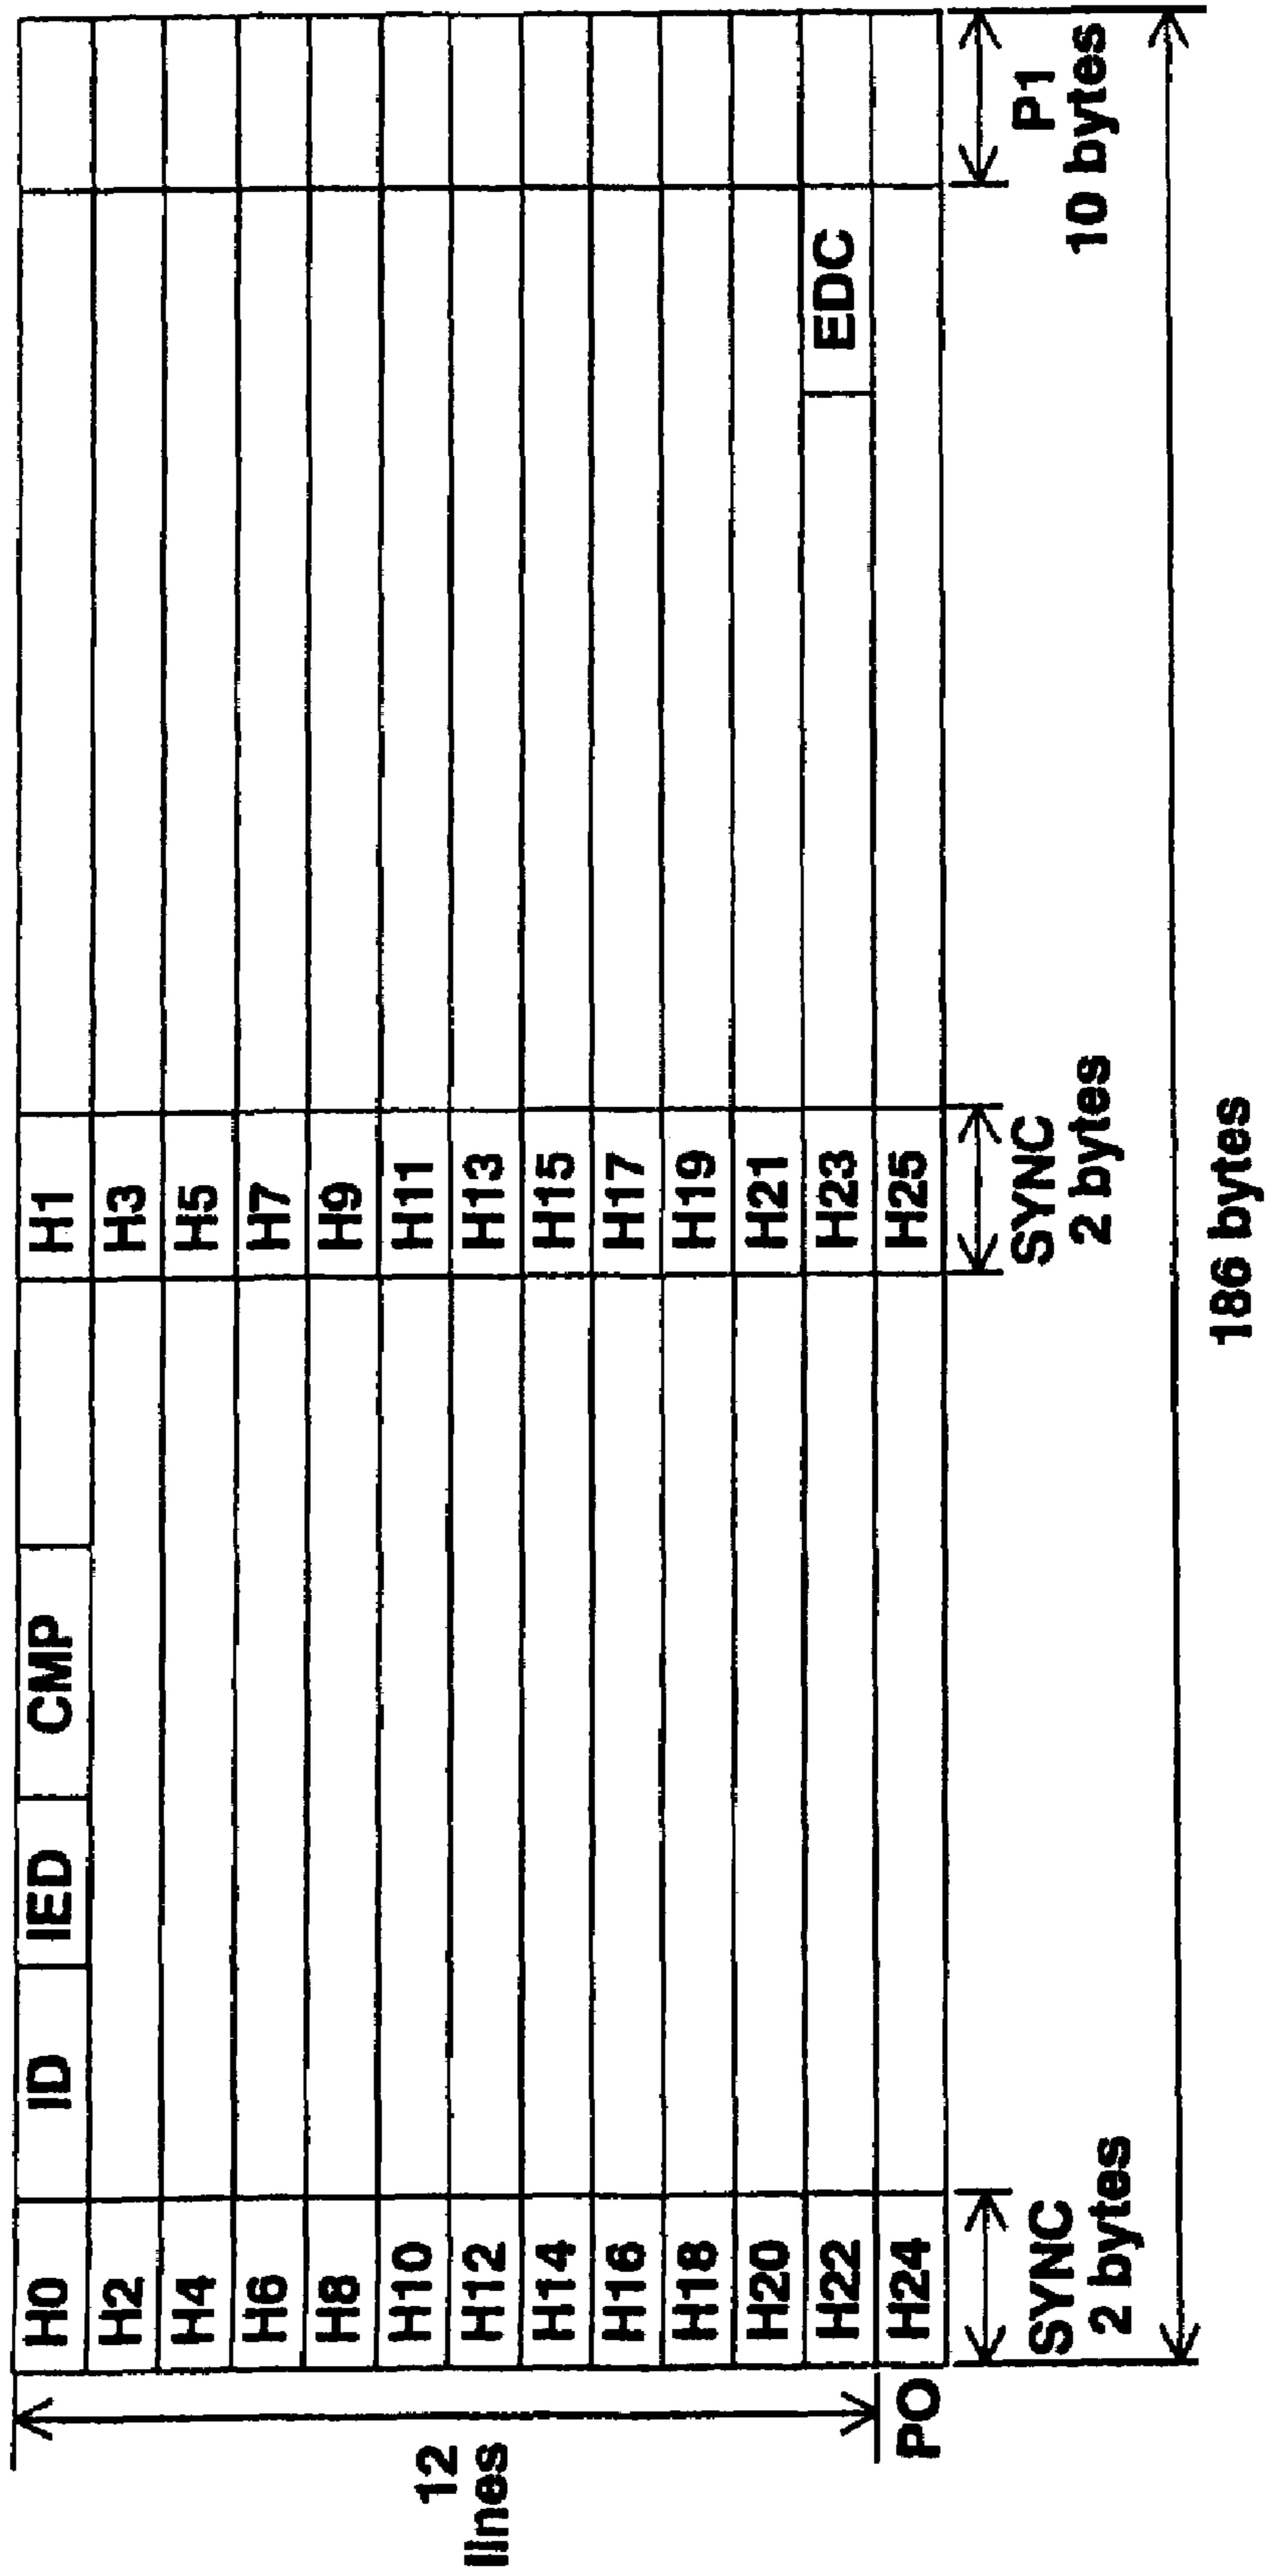 H0 ID IED CMP H1
H2 H3
H4 H5
H6 H7
H8 H9
H10 H11
H12 H13
H14 H15
H16 H17
H18 H19
H20 H21
H22 H23 EDC
H24 H25
12
lines
PO
SYNC
2 bytes
SYNC
2 bytes
P1
10 bytes
186 bytes